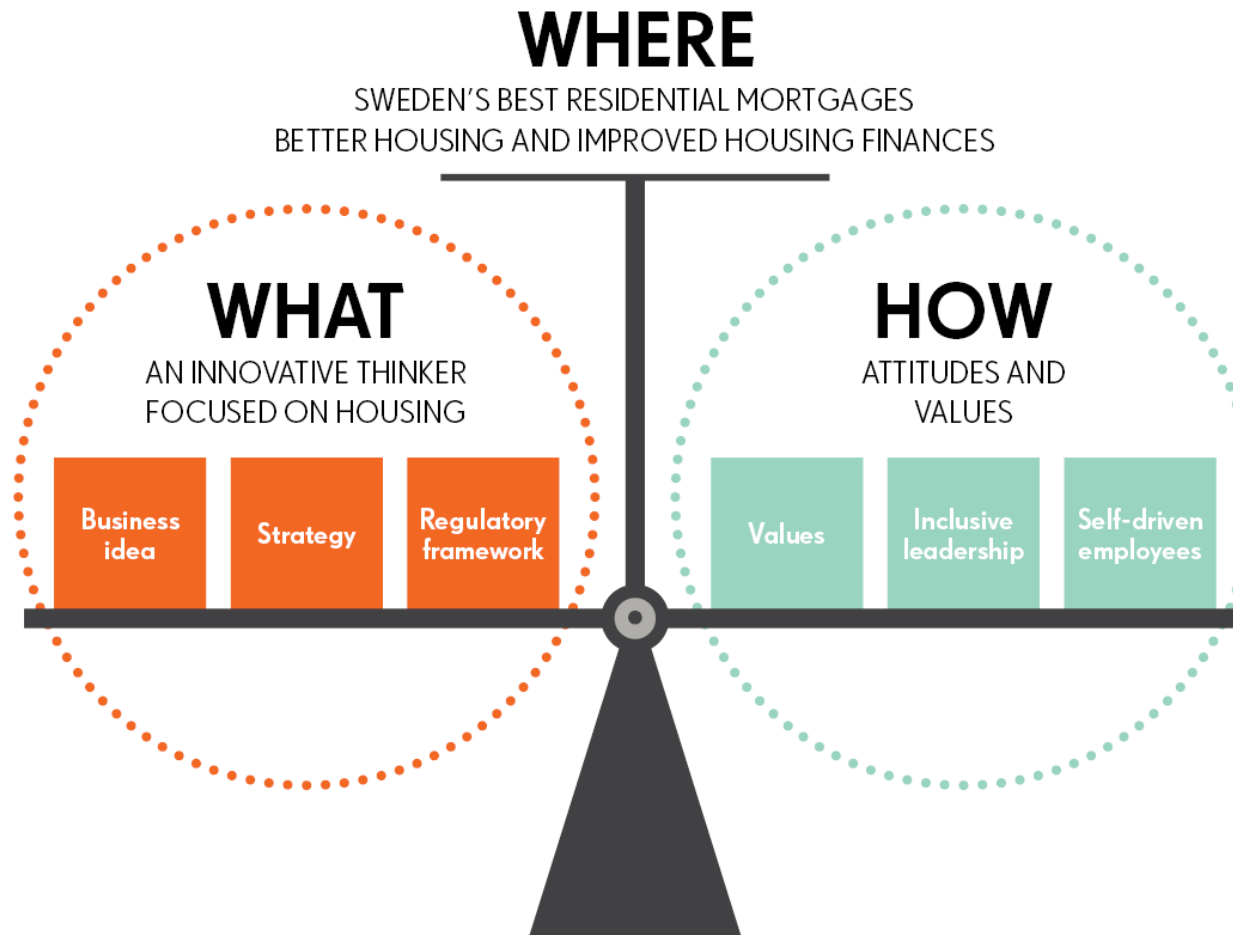 WHERE
SWEDEN'S BEST RESIDENTIAL MORTGAGES
BETTER HOUSING AND IMPROVED HOUSING FINANCES
WHAT
AN INNOVATIVE THINKER
FOCUSED ON HOUSING
Business
idea
Strategy
Regulatory
framework
HOW
ATTITUDES AND
VALUES
Values
Inclusive
leadership
Self-driven
employees